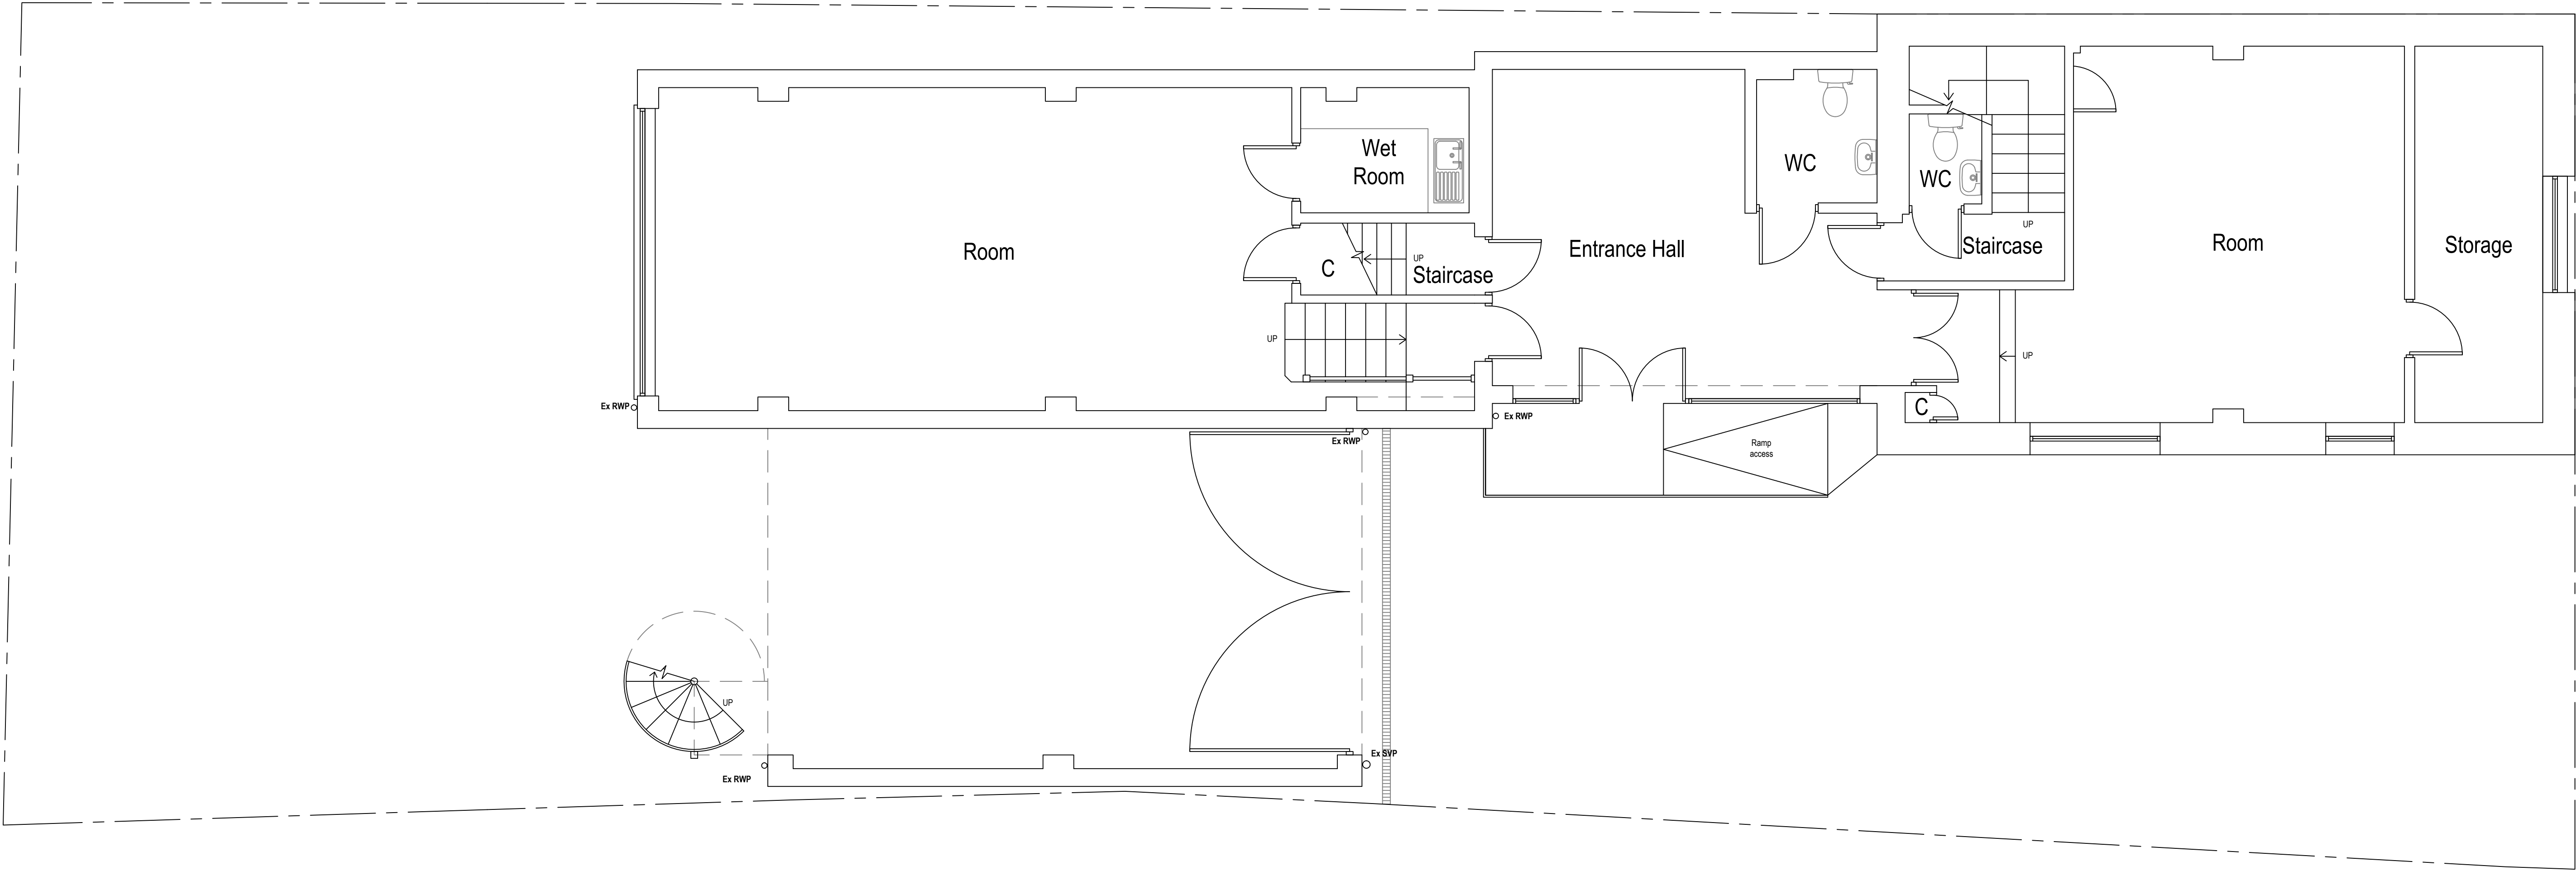 Wet
Room
WC
WC
UP
Staircase
Room
Storage
Room
C
UP
Staircase
Entrance Hall
UP
UP
Ex RWP
C
Ex RWP
Ex RWP
Ramp
access
UP
Ex SVP
Ex RWP